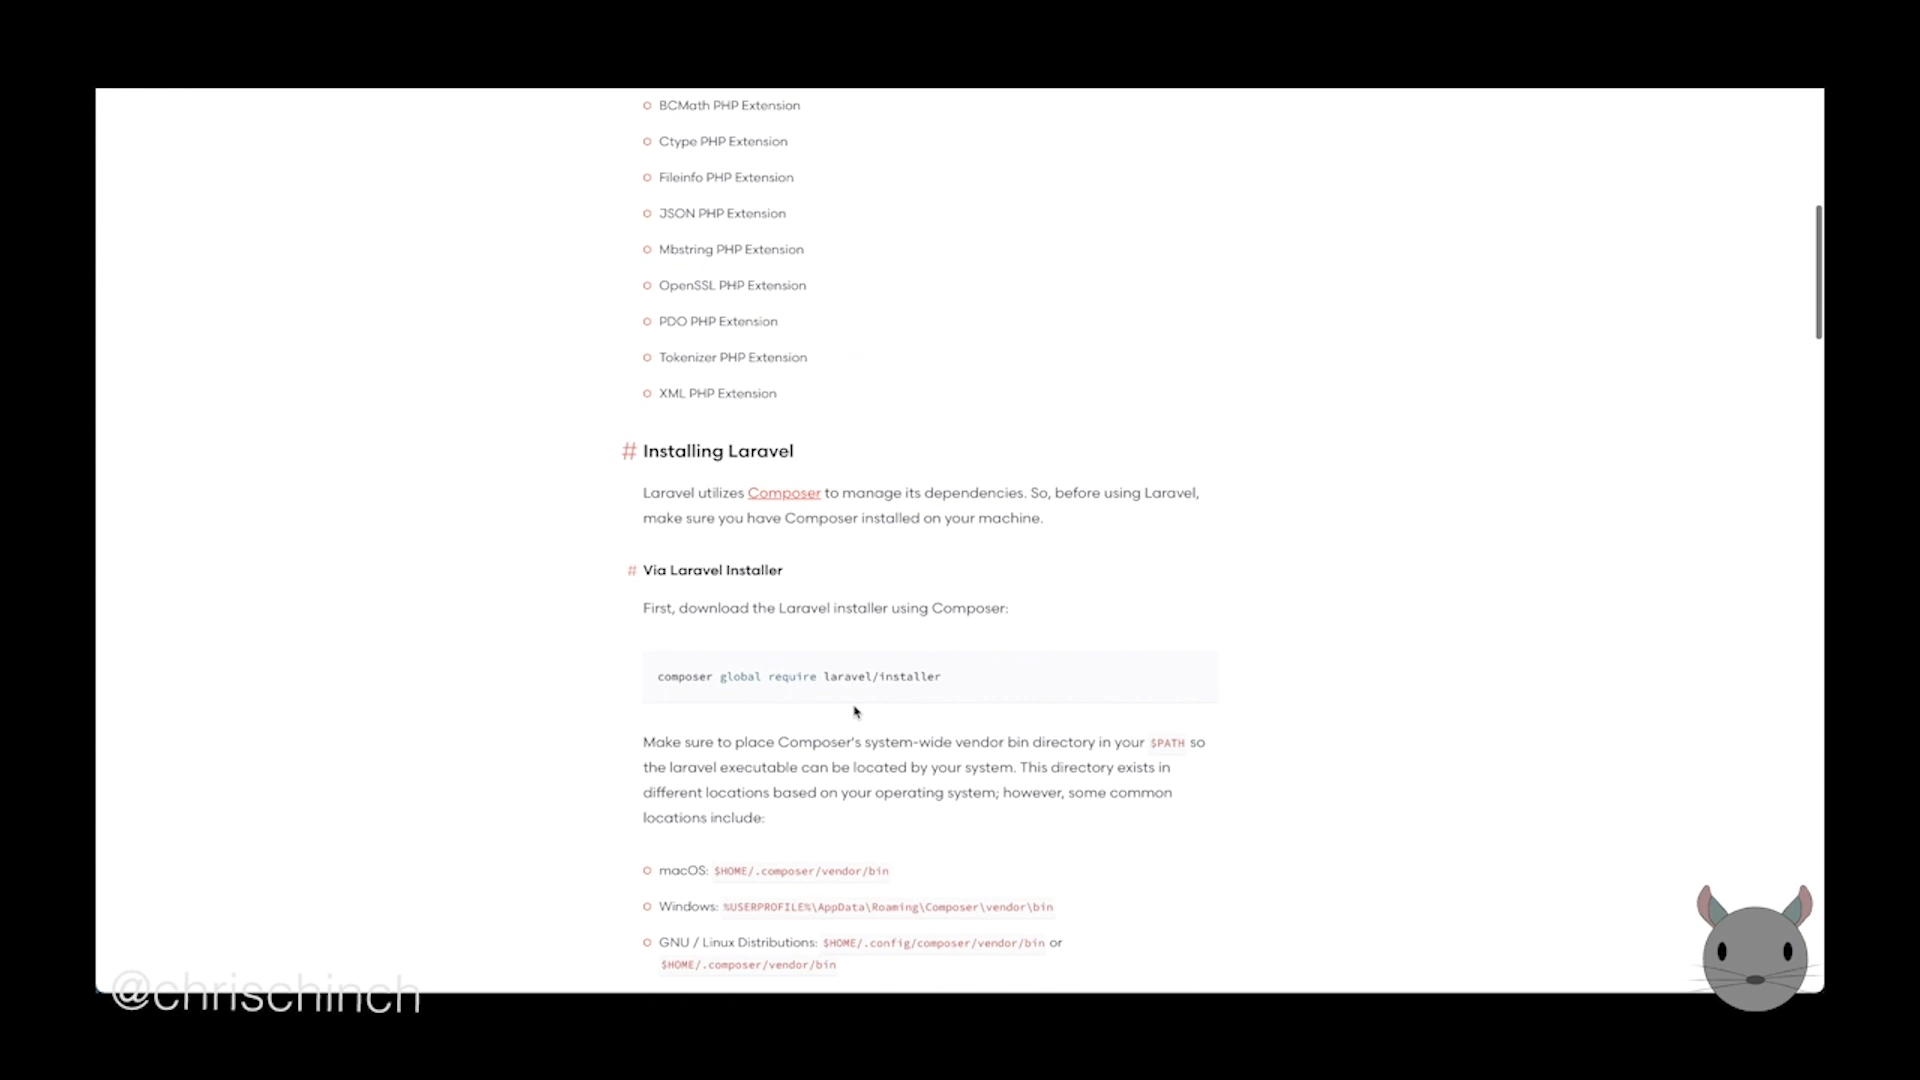 BCMath PHP Extension
Ctype PHP Extension
Fileinfo PHP Extension
JSON PHP Extension
Mbstring PHP Extension
OpenSSL PHP Extension
PDO PHP Extension
Tokenizer PHP Extension
XML PHP Extension
# Installing Laravel
Laravel utilizes Composer to manage its dependencies. So, before using Laravel,
make sure you have Composer installed on your machine.
# Via Laravel Installer
First, download the Laravel installer using Composer:
composer global require laravel/installer
Make sure to place Composer's system-wide vendor bin directory in your $PATH so
the laravel executable can be located by your system. This directory exists in
different locations based on your operating system; however, some common
locations include:
macOS: $HOME/.composer/vendor/bin
Windows: %USERPROFILE%\AppData\Roaming\Composer\vendor\bin
GNU / Linux Distributions: $HOME/.config/composer/vendor/bin or
$HOME/.composer/vendor/bin
@chrischinch